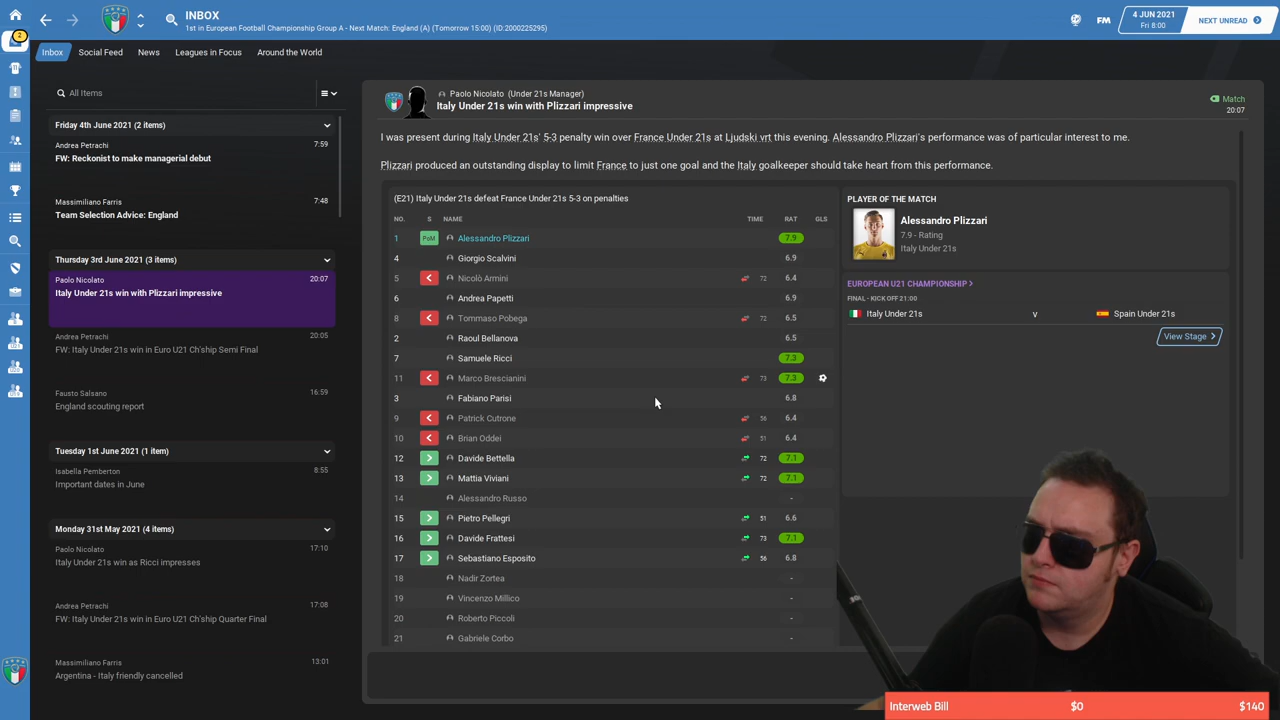 INBOX
1st in European Football Championship Group A - Next Match: England (A) (Tomorrow 15:00) (ID:2000225295)
FM
4 JUN 2021
Fri 8:00
NEXT UNREAD
2
Inbox Social Feed News Leagues in Focus Around the World
All Items
Friday 4th June 2021 (2 items)
Andrea Petrachi 7:59
FW: Reckonist to make managerial debut
Massimiliano Farris 7:48
Team Selection Advice: England
Thursday 3rd June 2021 (3 items)
Paolo Nicolato 20:07
Italy Under 21s win with Plizzari impressive
Andrea Petrachi 20:05
FW: Italy Under 21s win in Euro U21 Ch'ship Semi Final
Fausto Salsano 16:59
England scouting report
Tuesday 1st June 2021 (1 item)
Isabella Pemberton 8:55
Important dates in June
Monday 31st May 2021 (4 items)
Paolo Nicolato 17:10
Italy Under 21s win as Ricci impresses
Andrea Petrachi 17:08
FW: Italy Under 21s win in Euro U21 Ch'ship Quarter Final
Massimiliano Farris 13:01
Argentina - Italy friendly cancelled
Paolo Nicolato (Under 21s Manager)
Italy Under 21s win with Plizzari impressive
Match
20:07
I was present during Italy Under 21s' 5-3 penalty win over France Under 21s at Ljudski vrt this evening. Alessandro Plizzari's performance was of particular interest to me.
Plizzari produced an outstanding display to limit France to just one goal and the Italy goalkeeper should take heart from this performance.
(E21) Italy Under 21s defeat France Under 21s 5-3 on penalties
NO. S NAME TIME RAT GLS
1 PoM Alessandro Plizzari 7.9
4 Giorgio Scalvini 6.9
5 Nicolò Armini 72 6.4
6 Andrea Papetti 6.9
8 Tommaso Pobega 72 6.5
2 Raoul Bellanova 6.5
7 Samuele Ricci 7.3
11 Marco Brescianini 73 7.3
3 Fabiano Parisi 6.8
9 Patrick Cutrone 56 6.4
10 Brian Oddei 51 6.4
12 Davide Bettella 72 7.1
13 Mattia Viviani 72 7.1
14 Alessandro Russo -
15 Pietro Pellegri 51 6.6
16 Davide Frattesi 73 7.1
17 Sebastiano Esposito 56 6.8
18 Nadir Zortea -
19 Vincenzo Millico -
20 Roberto Piccoli -
21 Gabriele Corbo -
PLAYER OF THE MATCH
Alessandro Plizzari
7.9 - Rating
Italy Under 21s
EUROPEAN U21 CHAMPIONSHIP >
FINAL - KICK OFF 21:00
Italy Under 21s v Spain Under 21s
View Stage >
Interweb Bill $0 $140